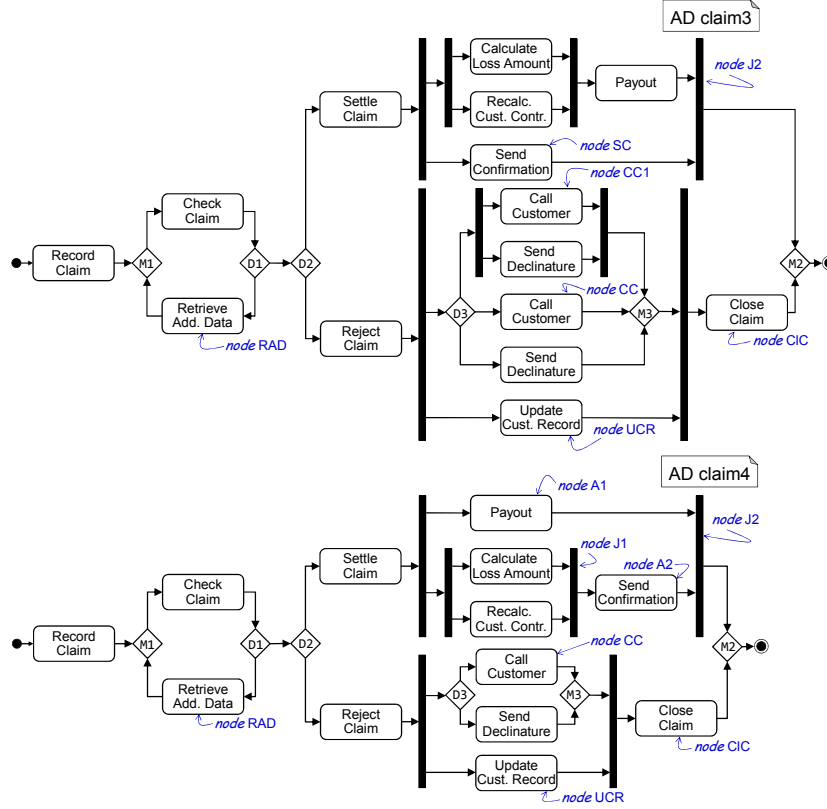 AD claim3
Calculate
Loss Amount
node J2
Payout
Settle
Claim
Recalc.
Cust. Contr.
node SC
Send
Confirmation
node CC1
Call
Customer
Check
Claim
Record
Claim
M1
D1
D2
Send
Declinature
M2
node CC
Retrieve
Add. Data
D3
Call
Customer
M3
Close
Claim
Reject
Claim
node RAD
node ClC
Send
Declinature
Update
Cust. Record
node UCR
AD claim4
node A1
Payout
node J2
node J1
Settle
Claim
Calculate
Loss Amount
node A2
Check
Claim
Send
Confirmation
Recalc.
Cust. Contr.
Record
Claim
M1
D1
D2
M2
node CC
Call
Customer
Retrieve
Add. Data
D3
M3
Reject
Claim
Close
Claim
node RAD
Send
Declinature
node ClC
Update
Cust. Record
node UCR